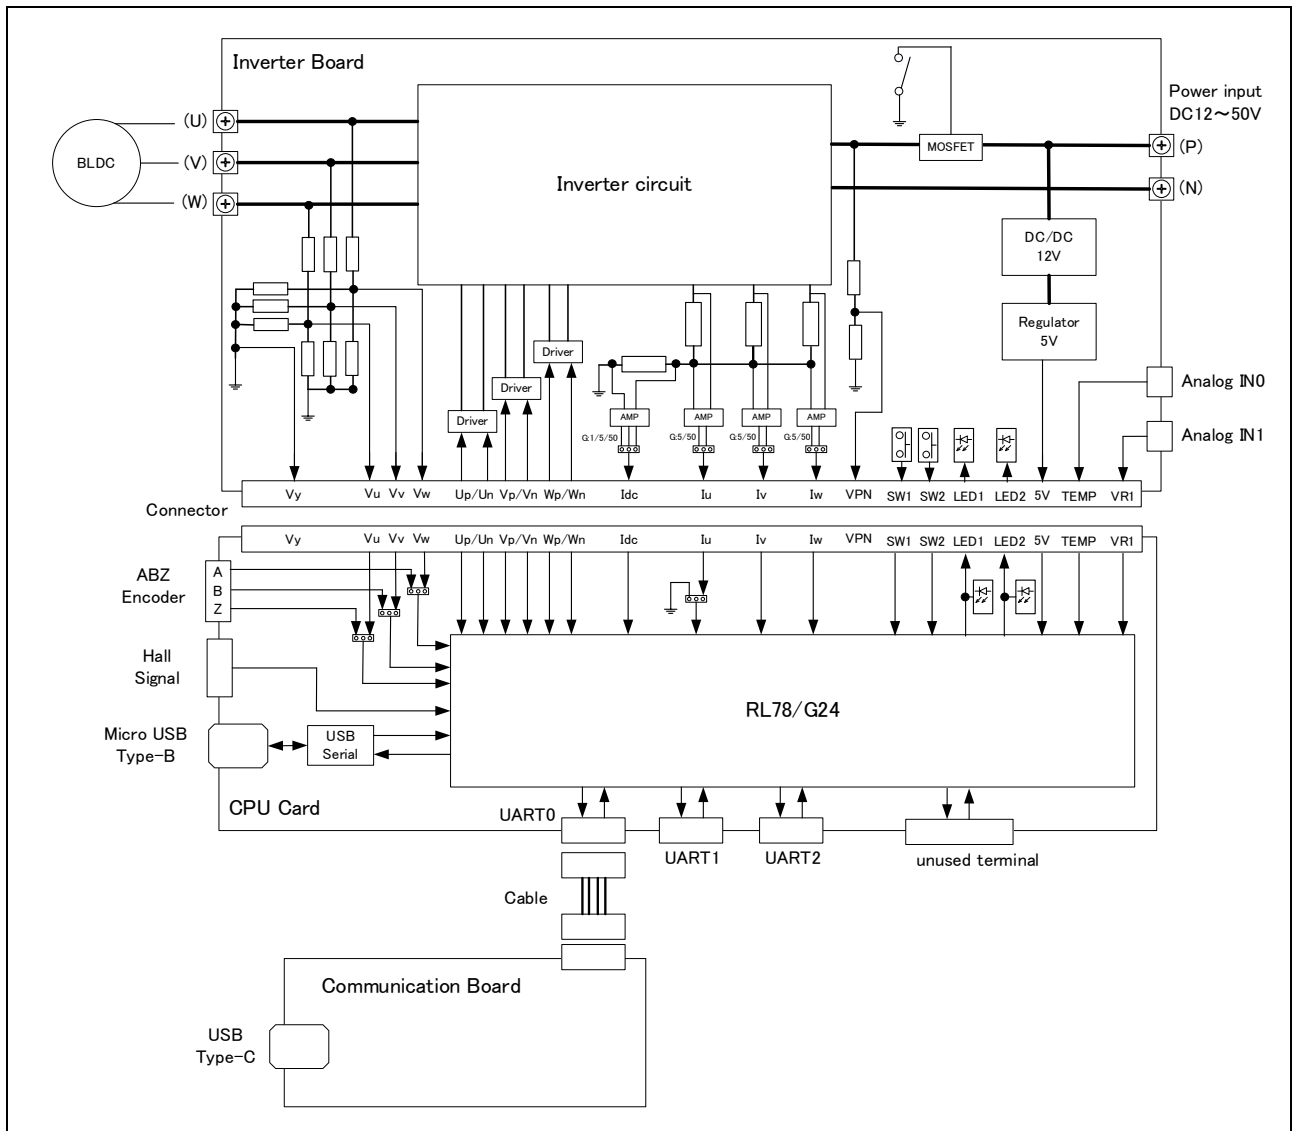 Inverter Board
Power input
DC12～50V
(U)
(V)
(W)
BLDC
Inverter circuit
MOSFET
(P)
(N)
DC/DC
12V
Regulator
5V
Driver
Driver
Driver
AMP
AMP
AMP
AMP
G:1/5/50
G:5/50
G:5/50
G:5/50
Analog IN0
Analog IN1
Connector
Vy Vu Vv Vw Up/Un Vp/Vn Wp/Wn Idc Iu Iv Iw VPN SW1 SW2 LED1 LED2 5V TEMP VR1
Vy Vu Vv Vw Up/Un Vp/Vn Wp/Wn Idc Iu Iv Iw VPN SW1 SW2 LED1 LED2 5V TEMP VR1
ABZ
Encoder
A
B
Z
Hall
Signal
RL78/G24
Micro USB
Type-B
USB
Serial
CPU Card
UART0
UART1
UART2
unused terminal
Cable
Communication Board
USB
Type-C